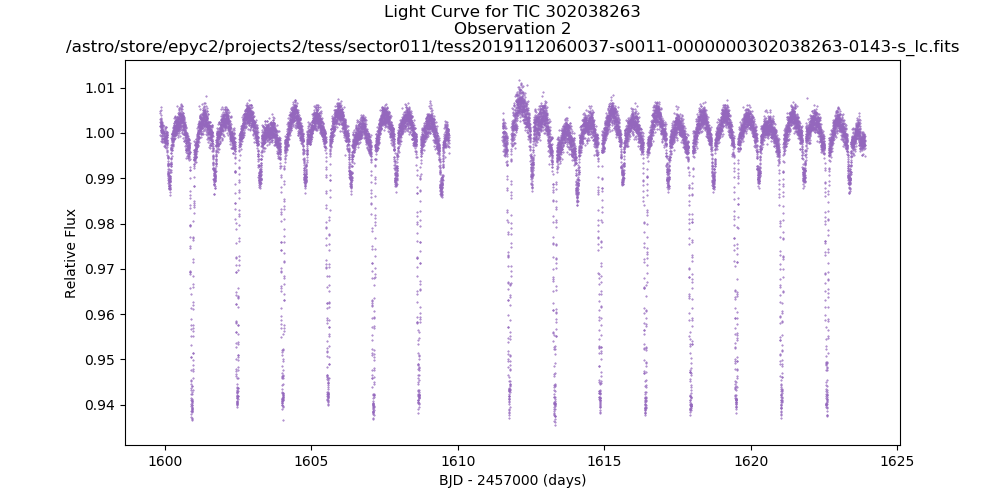 Light Curve for TIC 302038263
Observation 2
/astro/store/epyc2/projects2/tess/sector011/tess2019112060037-s0011-0000000302038263-0143-s_lc.fits
1.01
1.00
0.99
0.98
0.97
0.96
0.95
0.94
Relative Flux
1600
1605
1610
1615
1620
1625
BJD - 2457000 (days)